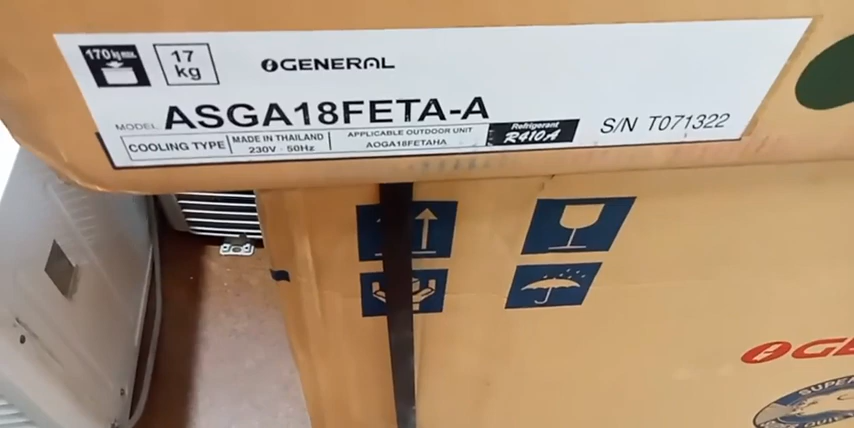 170 kg max.
17
kg
GENERAL
MODEL ASGA18FETA-A
COOLING TYPE
MADE IN THAILAND
230V 50Hz
APPLICABLE OUTDOOR UNIT
AOGA18FETAHA
Refrigerant
R410A
S/N T071322